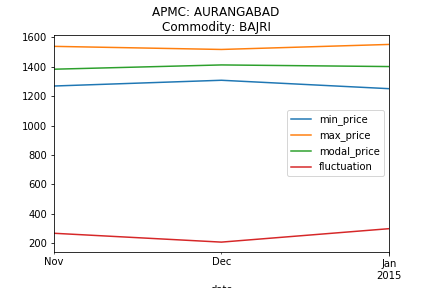 APMC: AURANGABAD
Commodity: BAJRI
1600
1400
1200
1000
800
600
400
200
min_price
max_price
modal_price
fluctuation
Nov
Dec
Jan
2015